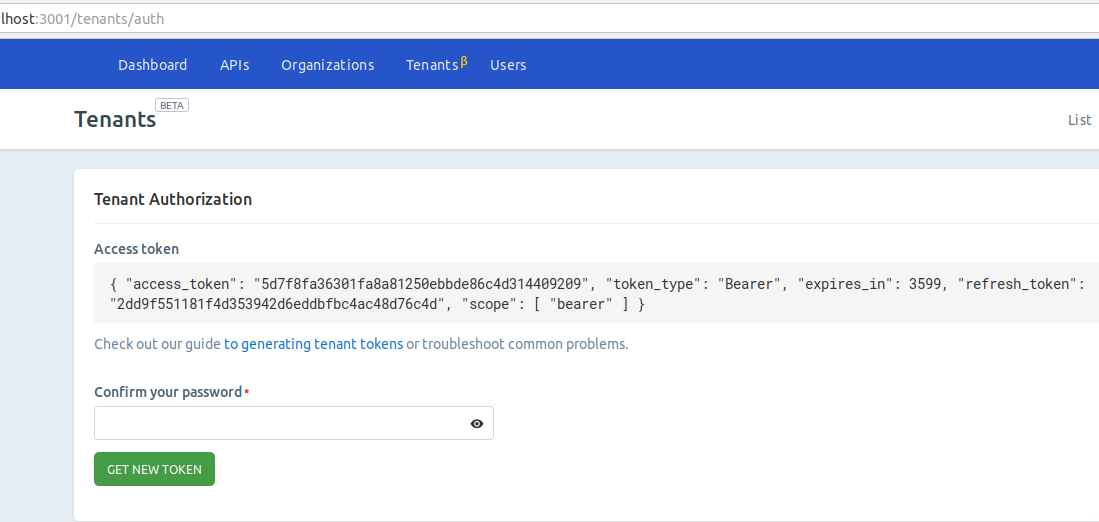 lhost:3001/tenants/auth
Dashboard APIs Organizations Tenants β Users
Tenants BETA List
Tenant Authorization
Access token
{ "access_token": "5d7f8fa36301fa8a81250ebbde86c4d314409209", "token_type": "Bearer", "expires_in": 3599, "refresh_token":
"2dd9f551181f4d353942d6eddbfbc4ac48d76c4d", "scope": [ "bearer" ] }
Check out our guide to generating tenant tokens or troubleshoot common problems.
Confirm your password *
GET NEW TOKEN